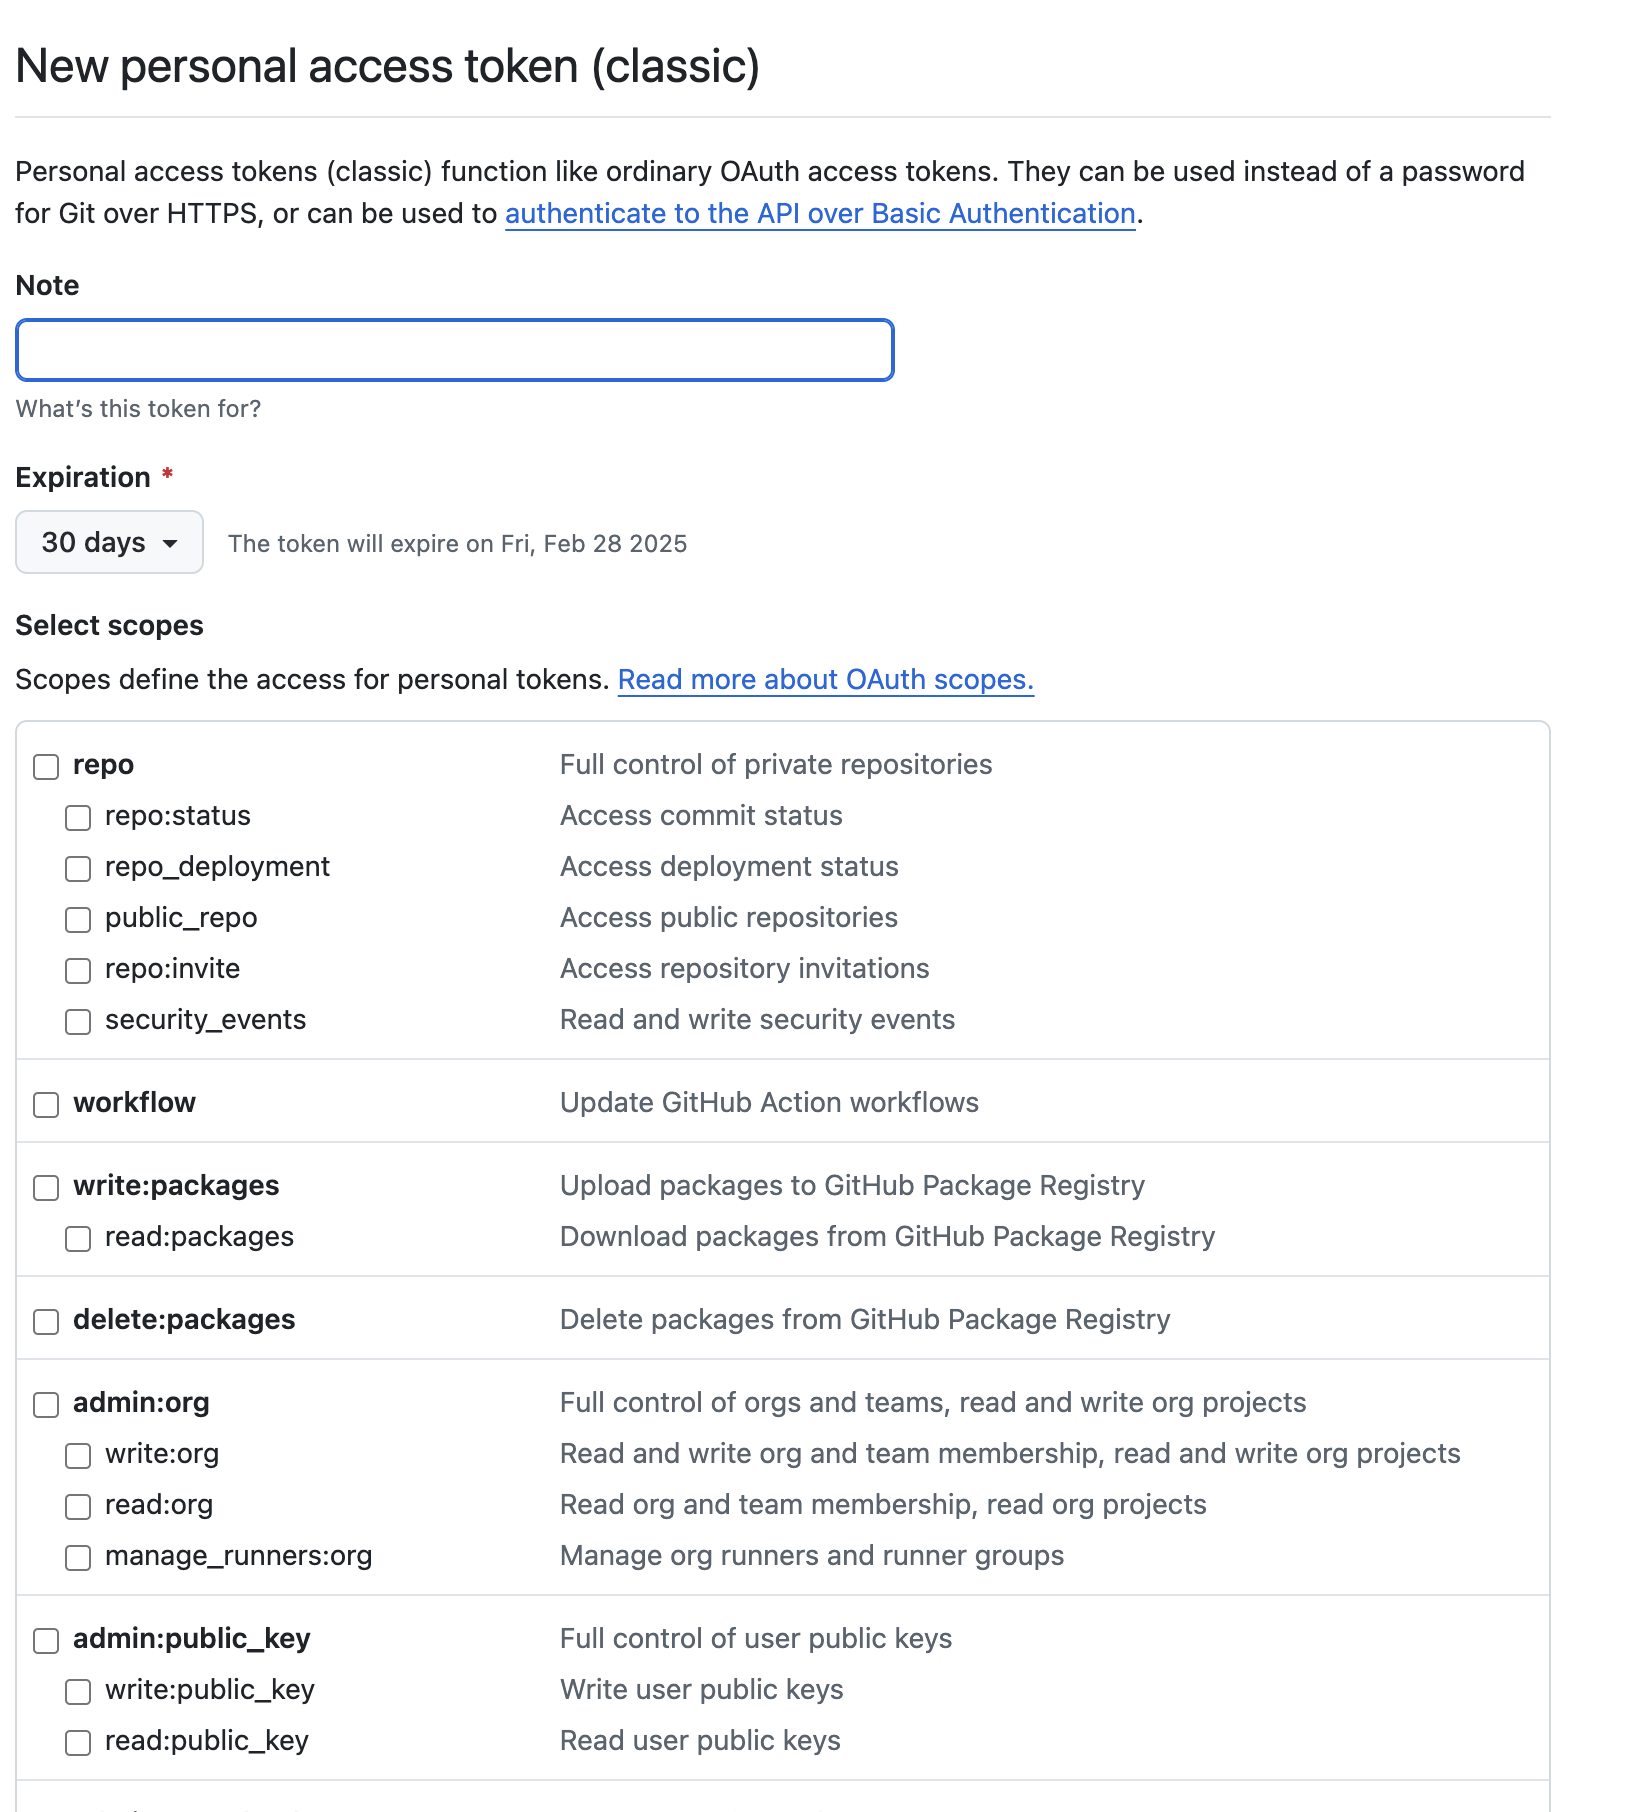 New personal access token (classic)
Personal access tokens (classic) function like ordinary OAuth access tokens. They can be used instead of a password
for Git over HTTPS, or can be used to authenticate to the API over Basic Authentication.
Note
What's this token for?
Expiration *
30 days The token will expire on Fri, Feb 28 2025
Select scopes
Scopes define the access for personal tokens. Read more about OAuth scopes.
repo Full control of private repositories
repo:status Access commit status
repo_deployment Access deployment status
public_repo Access public repositories
repo:invite Access repository invitations
security_events Read and write security events
workflow Update GitHub Action workflows
write:packages Upload packages to GitHub Package Registry
read:packages Download packages from GitHub Package Registry
delete:packages Delete packages from GitHub Package Registry
admin:org Full control of orgs and teams, read and write org projects
write:org Read and write org and team membership, read and write org projects
read:org Read org and team membership, read org projects
manage_runners:org Manage org runners and runner groups
admin:public_key Full control of user public keys
write:public_key Write user public keys
read:public_key Read user public keys